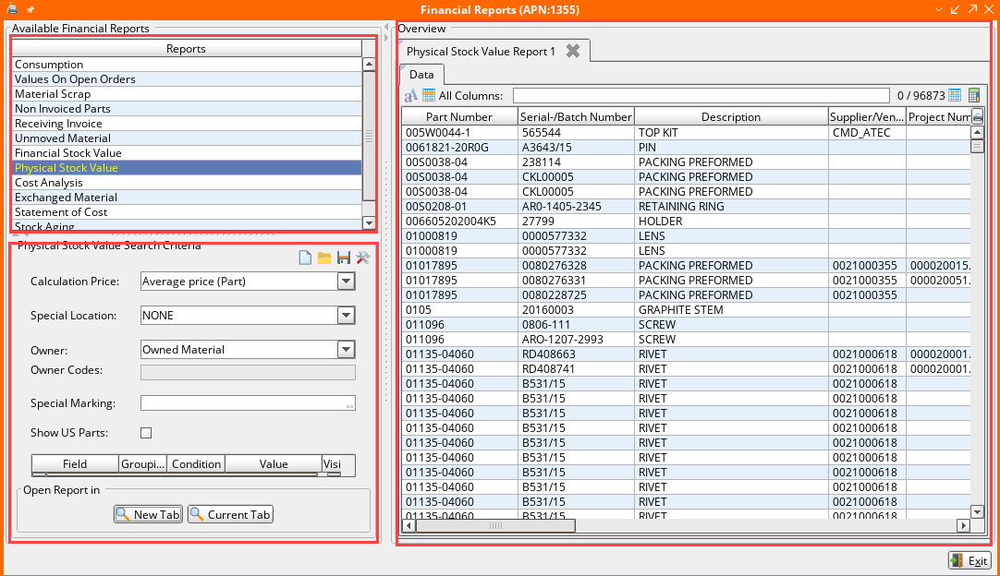 Financial Reports (APN:1355)
Available Financial Reports
Reports
Consumption
Values On Open Orders
Material Scrap
Non Invoiced Parts
Receiving Invoice
Unmoved Material
Financial Stock Value
Physical Stock Value
Cost Analysis
Exchanged Material
Statement of Cost
Stock Aging
Physical Stock Value Search Criteria
Calculation Price: Average price (Part)
Special Location: NONE
Owner: Owned Material
Owner Codes:
Special Marking:
Show US Parts:
Field Groupi... Condition Value Visi
Open Report in
New Tab Current Tab
Overview
Physical Stock Value Report 1
Data
All Columns: 0 / 96873
Part Number Serial-/Batch Number Description Supplier/Ven... Project Num
005W0044-1 565544 TOP KIT CMD_ATEC
0061821-20R0G A3643/15 PIN
00S0038-04 238114 PACKING PREFORMED
00S0038-04 CKL00005 PACKING PREFORMED
00S0038-04 CKL00005 PACKING PREFORMED
00S0208-01 AR0-1405-2345 RETAINING RING
006605202004K5 27799 HOLDER
01000819 0000577332 LENS
01000819 0000577332 LENS
01017895 0080276328 PACKING PREFORMED 0021000355 000020015.
01017895 0080276331 PACKING PREFORMED 0021000355 000020051.
01017895 0080228725 PACKING PREFORMED 0021000355
0105 20160003 GRAPHITE STEM
011096 0806-111 SCREW
011096 ARO-1207-2993 SCREW
01135-04060 RD408663 RIVET 0021000618 000020001.
01135-04060 RD408741 RIVET 0021000618 000020001.
01135-04060 B531/15 RIVET 0021000618
01135-04060 B531/15 RIVET 0021000618
01135-04060 B531/15 RIVET 0021000618
01135-04060 B531/15 RIVET 0021000618
01135-04060 B531/15 RIVET 0021000618
01135-04060 B531/15 RIVET 0021000618
01135-04060 B531/15 RIVET 0021000618
01135-04060 B531/15 RIVET 0021000618
01135-04060 B531/15 RIVET 0021000618
01135-04060 B531/15 RIVET 0021000618
Exit